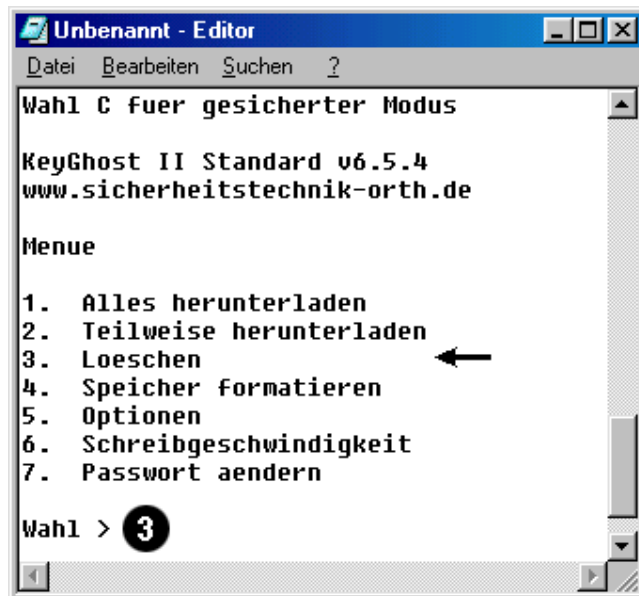 Unbenannt - Editor
Datei Bearbeiten Suchen ?
Wahl C fuer gesicherter Modus
KeyGhost II Standard v6.5.4
www.sicherheitstechnik-orth.de
Menue
1. Alles herunterladen
2. Teilweise herunterladen
3. Loeschen
4. Speicher formatieren
5. Optionen
6. Schreibgeschwindigkeit
7. Passwort aendern
Wahl > 3